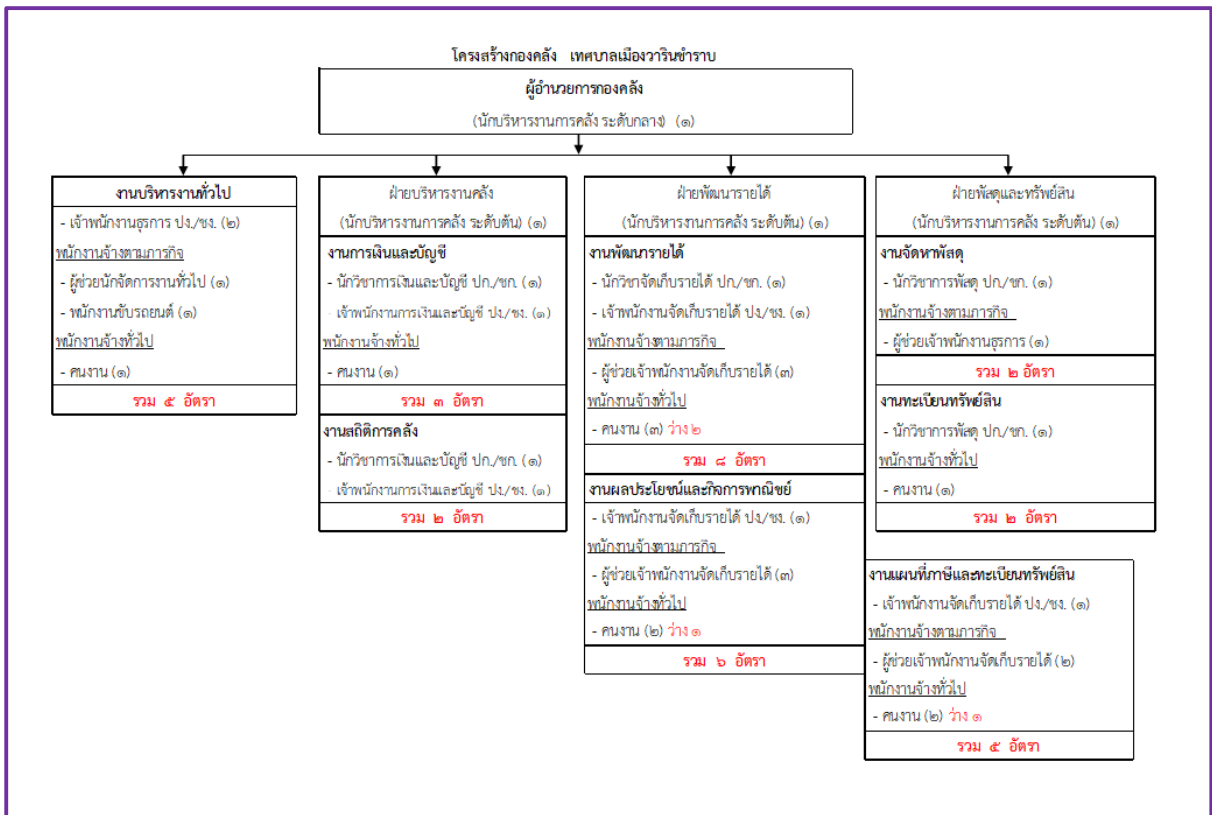 โครงสร้างกองคลัง เทศบาลเมืองวารินชำราบ
ผู้อำนวยการกองคลัง
(นักบริหารงานการคลัง ระดับกลาง) (๑)
งานบริหารงานทั่วไป
- เจ้าพนักงานธุรการ ปง./ชง. (๒)
พนักงานจ้างตามภารกิจ
- ผู้ช่วยนักจัดการงานทั่วไป (๑)
- พนักงานขับรถยนต์ (๑)
พนักงานจ้างทั่วไป
- คนงาน (๑)
รวม ๕ อัตรา
ฝ่ายบริหารงานคลัง
(นักบริหารงานการคลัง ระดับต้น) (๑)
งานการเงินและบัญชี
- นักวิชาการเงินและบัญชี ปก./ชก. (๑)
- เจ้าพนักงานการเงินและบัญชี ปง./ชง. (๑)
พนักงานจ้างทั่วไป
- คนงาน (๑)
รวม ๓ อัตรา
งานสถิติการคลัง
- นักวิชาการเงินและบัญชี ปก./ชก. (๑)
- เจ้าพนักงานการเงินและบัญชี ปง./ชง. (๑)
รวม ๒ อัตรา
ฝ่ายพัฒนารายได้
(นักบริหารงานการคลัง ระดับต้น) (๑)
งานพัฒนารายได้
- นักวิชาจัดเก็บรายได้ ปก./ชก. (๑)
- เจ้าพนักงานจัดเก็บรายได้ ปง./ชง. (๑)
พนักงานจ้างตามภารกิจ
- ผู้ช่วยเจ้าพนักงานจัดเก็บรายได้ (๓)
พนักงานจ้างทั่วไป
- คนงาน (๓) ว่าง ๒
รวม ๘ อัตรา
งานผลประโยชน์และกิจการพาณิชย์
- เจ้าพนักงานจัดเก็บรายได้ ปง./ชง. (๑)
พนักงานจ้างตามภารกิจ
- ผู้ช่วยเจ้าพนักงานจัดเก็บรายได้ (๓)
พนักงานจ้างทั่วไป
- คนงาน (๒) ว่าง ๑
รวม ๖ อัตรา
ฝ่ายพัสดุและทรัพย์สิน
(นักบริหารงานการคลัง ระดับต้น) (๑)
งานจัดหาพัสดุ
- นักวิชาการพัสดุ ปก./ชก. (๑)
พนักงานจ้างตามภารกิจ
- ผู้ช่วยเจ้าพนักงานธุรการ (๑)
รวม ๒ อัตรา
งานทะเบียนทรัพย์สิน
- นักวิชาการพัสดุ ปก./ชก. (๑)
พนักงานจ้างทั่วไป
- คนงาน (๑)
รวม ๒ อัตรา
งานแผนที่ภาษีและทะเบียนทรัพย์สิน
- เจ้าพนักงานจัดเก็บรายได้ ปง./ชง. (๑)
พนักงานจ้างตามภารกิจ
- ผู้ช่วยเจ้าพนักงานจัดเก็บรายได้ (๒)
พนักงานจ้างทั่วไป
- คนงาน (๒) ว่าง ๑
รวม ๕ อัตรา